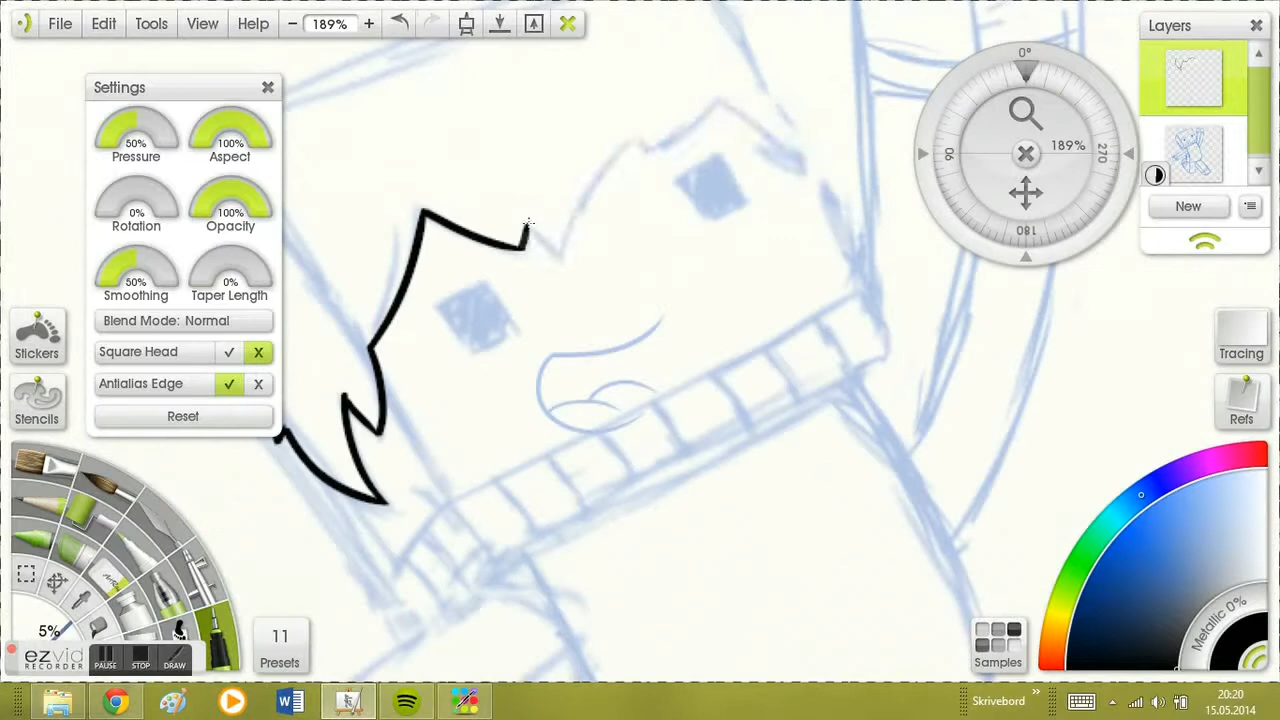 File Edit Tools View Help − 189% +
Layers
Settings
50% 100%
Pressure Aspect
0% 100%
Rotation Opacity
50% 0%
Smoothing Taper Length
Blend Mode: Normal
Square Head ✓ X
Antialias Edge ✓ X
Reset
0°
189%
90
270
180
New
Stickers
Stencils
Tracing
Refs
5%
11
Presets
Samples
Metallic 0%
ezvid
RECORDER
PAUSE STOP DRAW
Skrivebord
20:20
15.05.2014